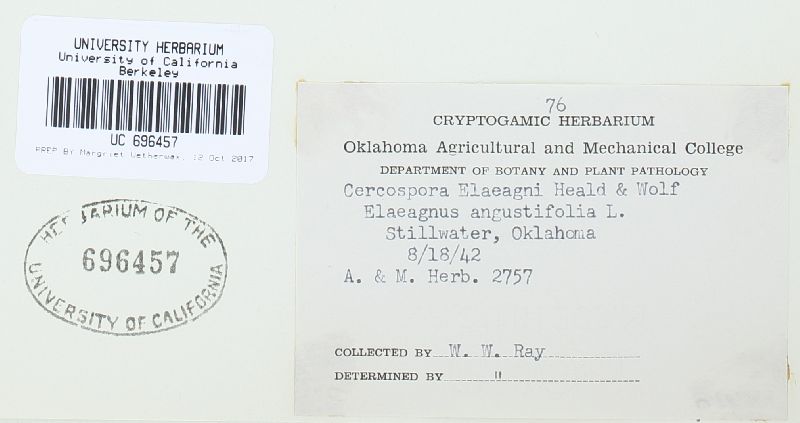 UNIVERSITY HERBARIUM
University of California
Berkeley
UC 696457
PREP BY Margriet Wetherwax, 12 Oct 2017
HERBARIUM OF THE
696457
UNIVERSITY OF CALIFORNIA
76
CRYPTOGAMIC HERBARIUM
Oklahoma Agricultural and Mechanical College
DEPARTMENT OF BOTANY AND PLANT PATHOLOGY
Cercospora Elaeagni Heald & Wolf
Elaeagnus angustifolia L.
Stillwater, Oklahoma
8/18/42
A. & M. Herb. 2757
COLLECTED BY W. W. Ray
DETERMINED BY "